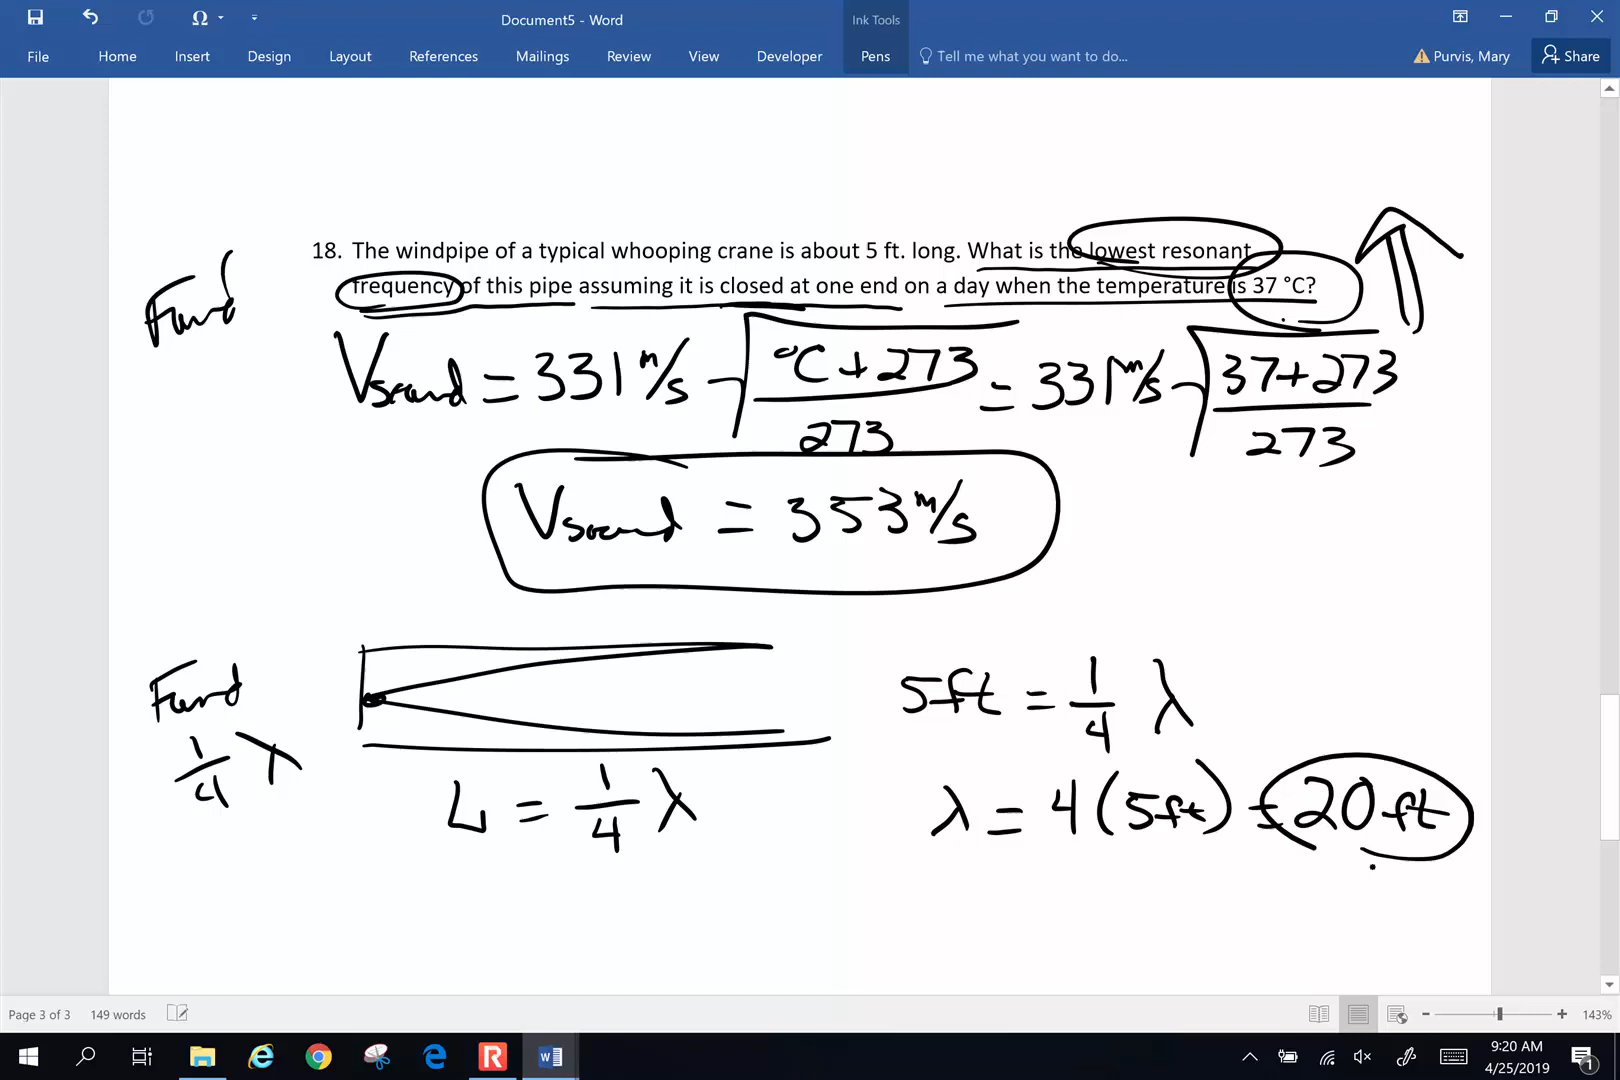 Document5 - Word
Ink Tools
File Home Insert Design Layout References Mailings Review View Developer Pens Tell me what you want to do... Purvis, Mary Share
18. The windpipe of a typical whooping crane is about 5 ft. long. What is the lowest resonant
frequency of this pipe assuming it is closed at one end on a day when the temperature is 37 °C?
Fund
Vsound = 331 m/s √((°C + 273)/273) = 331 m/s √((37 + 273)/273)
Vsound = 353 m/s
Fund
1/4 λ
L = 1/4 λ
5ft = 1/4 λ
λ = 4(5ft) = 20ft
Page 3 of 3 149 words 143%
9:20 AM
4/25/2019
1